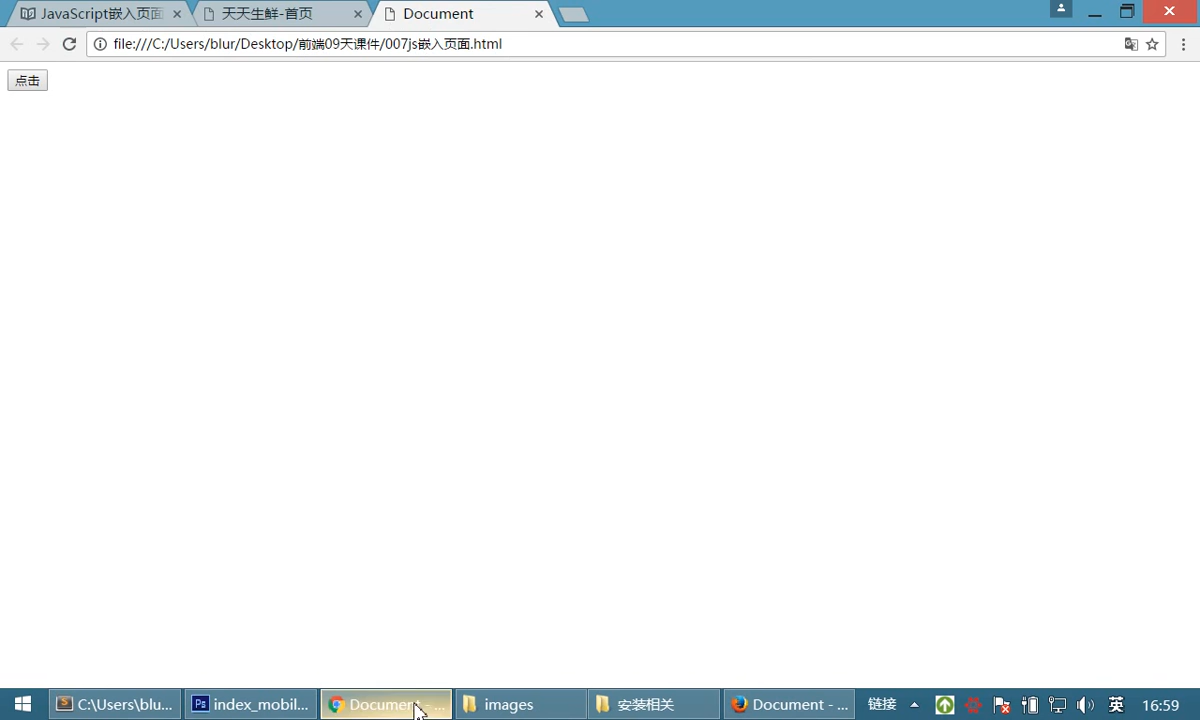 JavaScript嵌入页面
天天生鲜-首页
Document
file:///C:/Users/blur/Desktop/前端09天课件/007js嵌入页面.html
点击
C:\Users\blu...
Ps index_mobil...
Document - ...
images
安装相关
Document - ...
链接
英
16:59